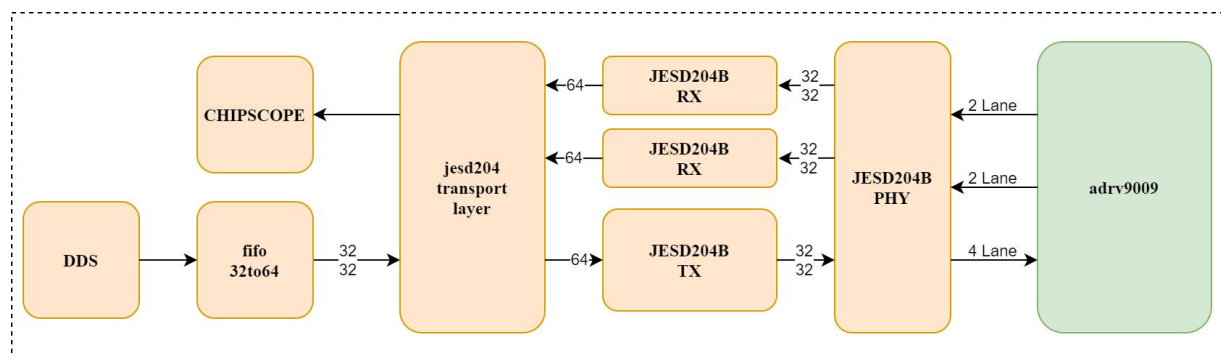 CHIPSCOPE
DDS
fifo
32to64
32
32
jesd204
transport
layer
64
64
64
JESD204B
RX
JESD204B
RX
JESD204B
TX
32
32
32
32
32
32
JESD204B
PHY
2 Lane
2 Lane
4 Lane
adrv9009